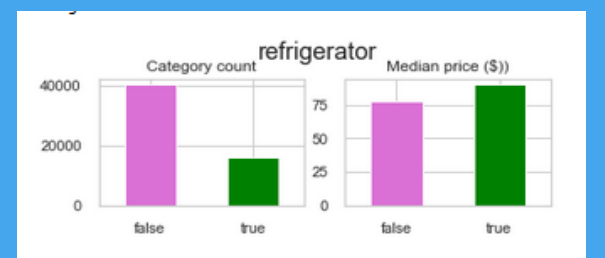 refrigerator
Category count
Median price ($))
40000
20000
0
false
true
75
50
25
0
false
true